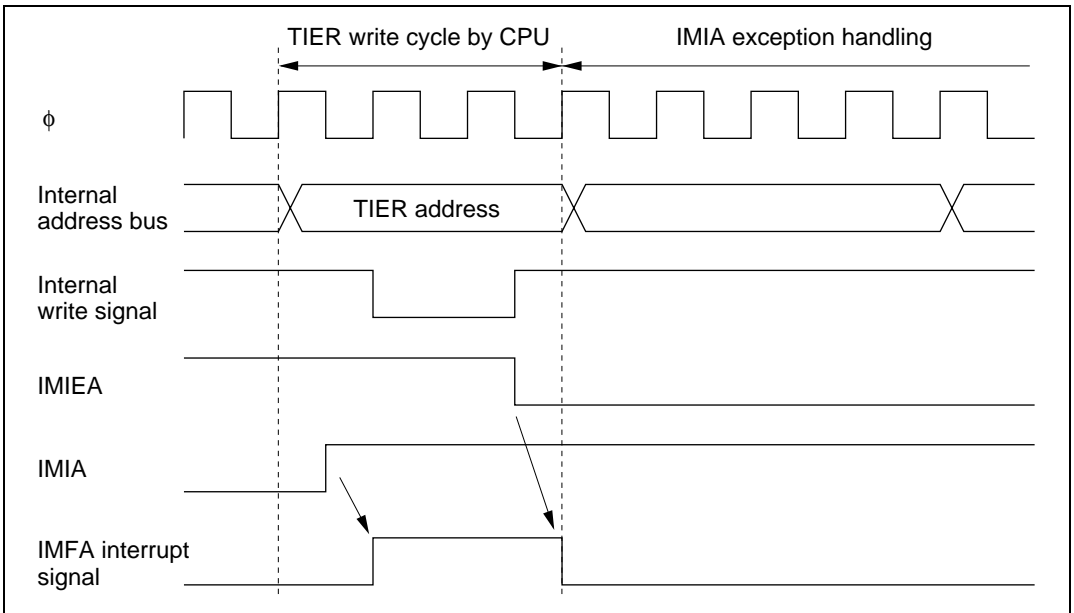 TIER write cycle by CPU
IMIA exception handling
ϕ
Internal
address bus
TIER address
Internal
write signal
IMIEA
IMIA
IMFA interrupt
signal